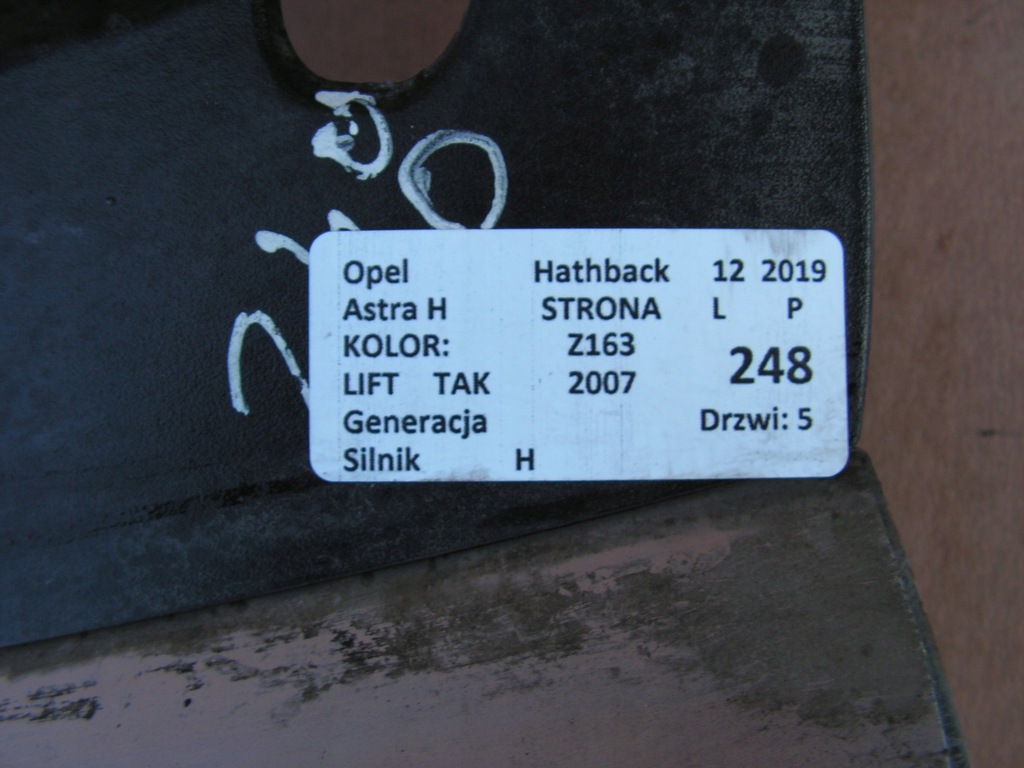 Opel Hathback 12 2019
Astra H STRONA L P
KOLOR: Z163
LIFT TAK 2007 248
Generacja Drzwi: 5
Silnik H